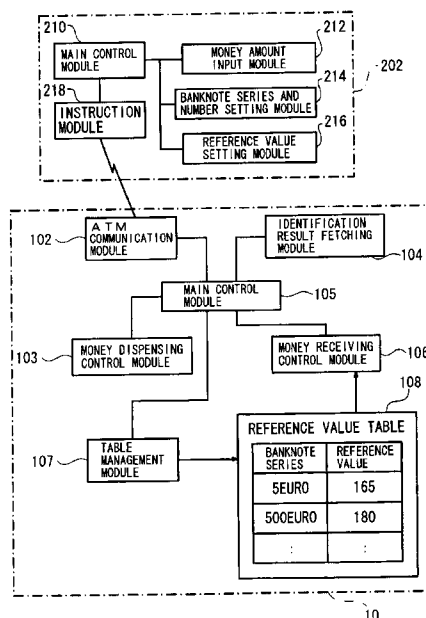 210
MAIN CONTROL
MODULE
218
INSTRUCTION
MODULE
212
MONEY AMOUNT
INPUT MODULE
214
BANKNOTE SERIES AND
NUMBER SETTING MODULE
216
REFERENCE VALUE
SETTING MODULE
202
102
ATM
COMMUNICATION
MODULE
IDENTIFICATION
RESULT FETCHING
MODULE
104
MAIN CONTROL
MODULE
105
103
MONEY DISPENSING
CONTROL MODULE
MONEY RECEIVING
CONTROL MODULE
106
107
TABLE
MANAGEMENT
MODULE
108
REFERENCE VALUE TABLE
BANKNOTE
SERIES
REFERENCE
VALUE
5EURO
165
500EURO
180
:
:
10